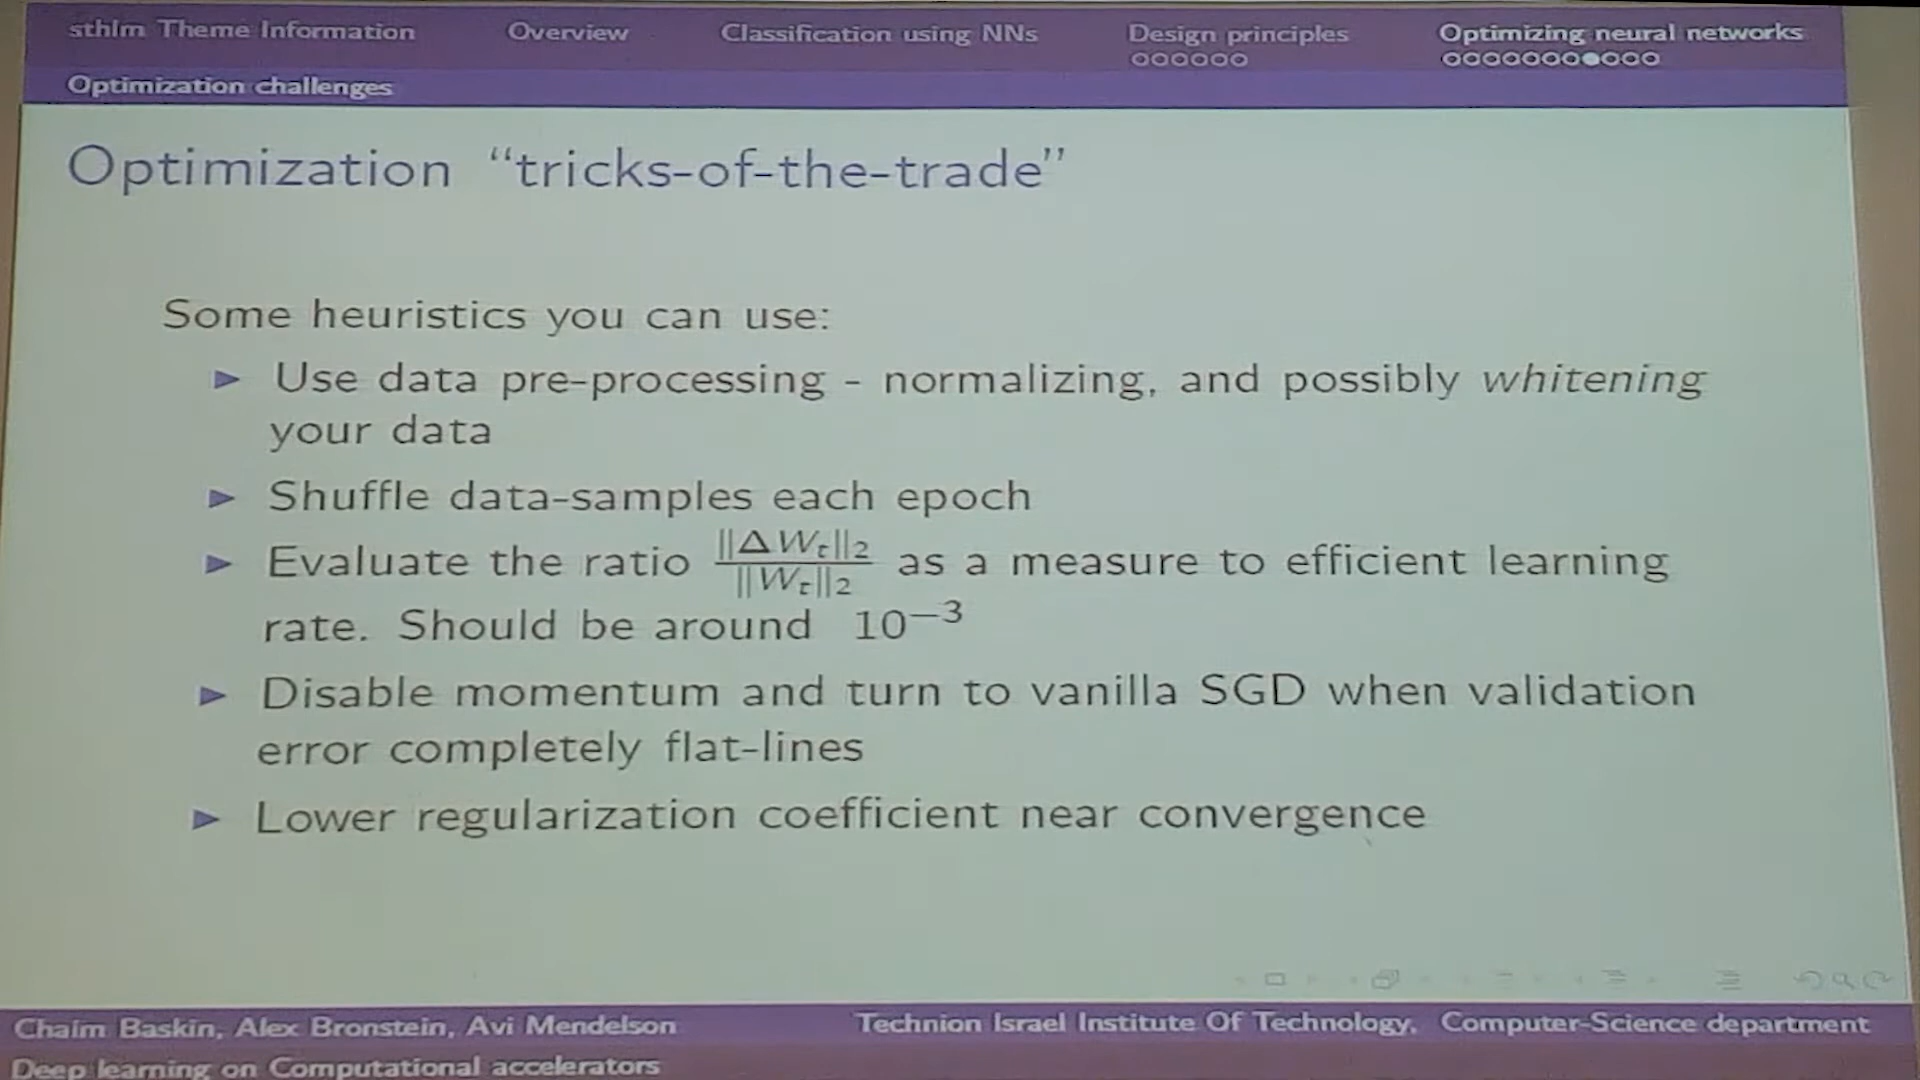 sthlm Theme Information Overview Classification using NNs Design principles Optimizing neural networks
Optimization challenges
Optimization “tricks-of-the-trade”
Some heuristics you can use:
Use data pre-processing - normalizing, and possibly whitening
your data
Shuffle data-samples each epoch
Evaluate the ratio ||ΔW_t||_2 / ||W_t||_2 as a measure to efficient learning
rate. Should be around 10^−3
Disable momentum and turn to vanilla SGD when validation
error completely flat-lines
Lower regularization coefficient near convergence
Chaim Baskin, Alex Bronstein, Avi Mendelson Technion Israel Institute Of Technology, Computer-Science department
Deep learning on Computational accelerators